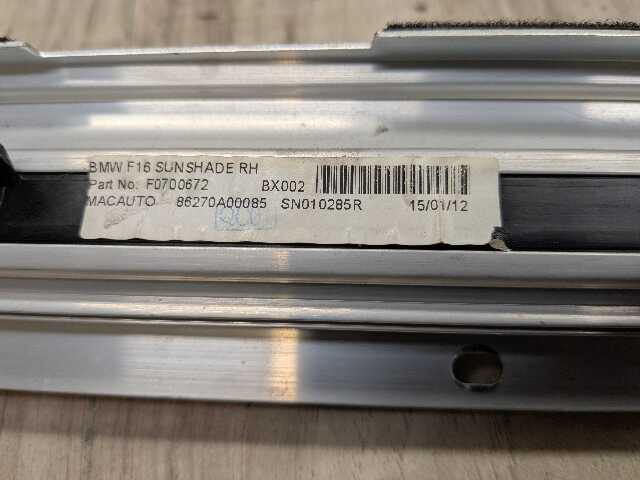 BMW F16 SUNSHADE RH
Part No: F0700672 BX002
MACAUTO 86270A00085 SN010285R 15/01/12